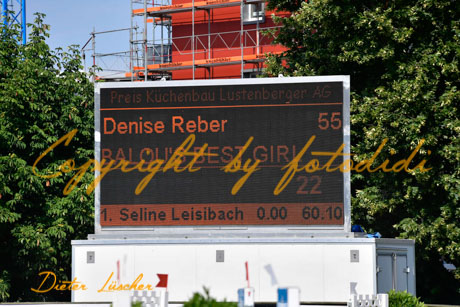 Preis Küchenbau Lustenberger AG
Denise Reber 55
BALOU'S BEST GIRL
Copyright by fotodidi
22
1. Seline Leisibach 0.00 60.10
Dieter Lüscher